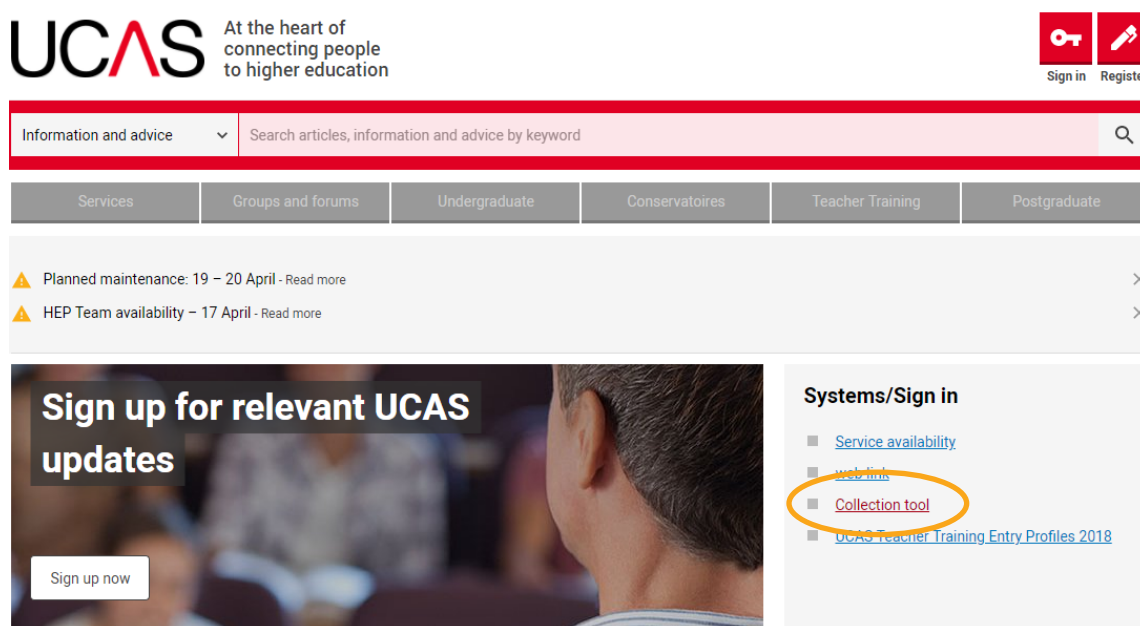 UCAS
At the heart of
connecting people
to higher education
Sign in
Registe
Information and advice
Search articles, information and advice by keyword
Services
Groups and forums
Undergraduate
Conservatoires
Teacher Training
Postgraduate
Planned maintenance: 19 – 20 April - Read more
HEP Team availability – 17 April - Read more
Sign up for relevant UCAS
updates
Sign up now
Systems/Sign in
Service availability
web link
Collection tool
UCAS Teacher Training Entry Profiles 2018